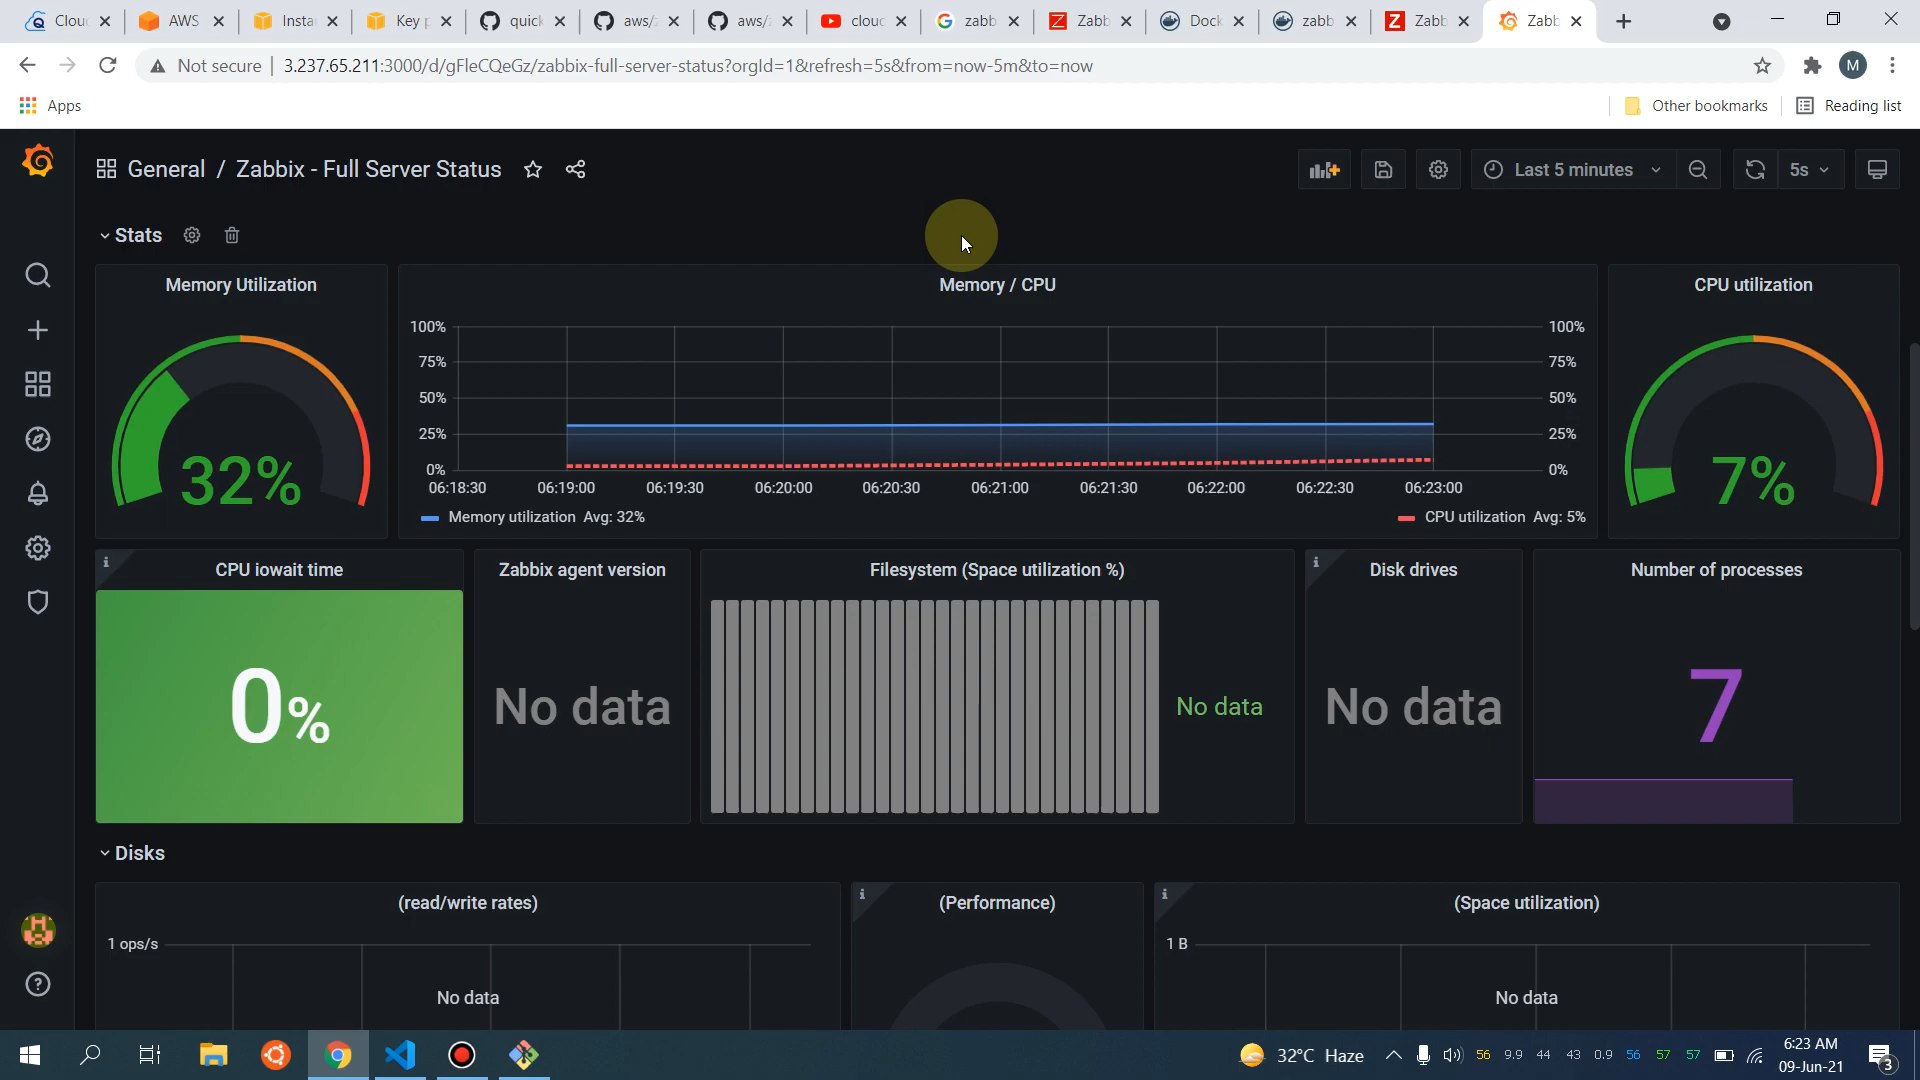 Clou
AWS
Insta
Key p
quick
aws/
aws/
clou
zabb
Zabb
Dock
zabb
Zabb
Zabb
Not secure
3.237.65.211:3000/d/gFleCQeGz/zabbix-full-server-status?orgId=1&refresh=5s&from=now-5m&to=now
M
Apps
Other bookmarks
Reading list
General / Zabbix - Full Server Status
Last 5 minutes
5s
Stats
Memory Utilization
32%
Memory / CPU
100%
75%
50%
25%
0%
100%
75%
50%
25%
0%
06:18:30 06:19:00 06:19:30 06:20:00 06:20:30 06:21:00 06:21:30 06:22:00 06:22:30 06:23:00
Memory utilization Avg: 32%
CPU utilization Avg: 5%
CPU utilization
7%
CPU iowait time
0%
Zabbix agent version
No data
Filesystem (Space utilization %)
No data
Disk drives
No data
Number of processes
7
Disks
(read/write rates)
1 ops/s
No data
(Performance)
(Space utilization)
1 B
No data
32°C Haze
56 9.9 44 43 0.9 56 57 57
6:23 AM
09-Jun-21
3